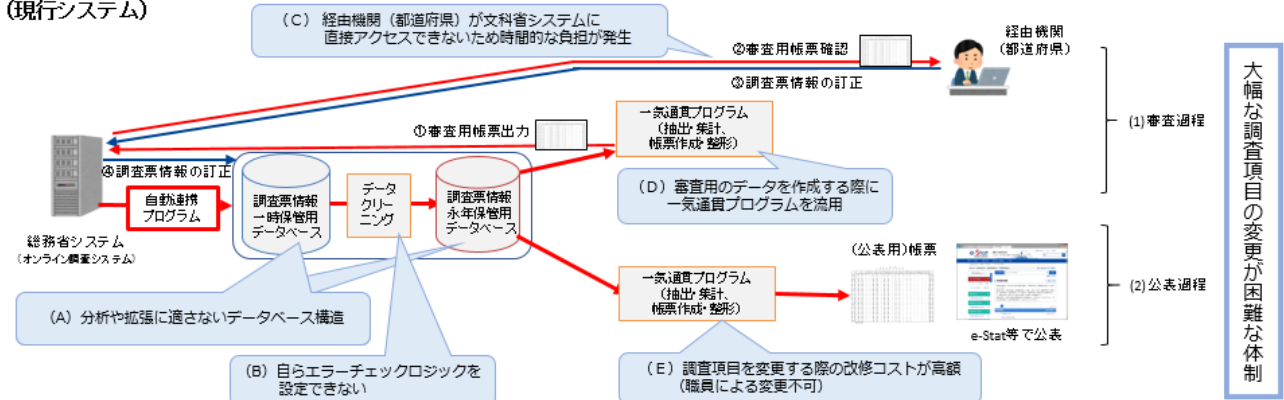 (現行システム)
（C） 経由機関（都道府県）が文科省システムに
直接アクセスできないため時間的な負担が発生
②審査用帳票確認
経由機関
(都道府県)
③調査票情報の訂正
①審査用帳票出力
一気通貫プログラム
(抽出・集計、
帳票作成・整形)
(1)審査過程
④調査票情報の訂正
自動連携
プログラム
調査票情報
一時保管用
データベース
データ
クリー
ニング
調査票情報
永年保管用
データベース
（D）審査用のデータを作成する際に
一気通貫プログラムを流用
総務省システム
(オンライン調査システム)
(公表用)帳票
一気通貫プログラム
(抽出・集計、
帳票作成・整形)
e-Stat
(2)公表過程
e-Stat等で公表
（A）分析や拡張に適さないデータベース構造
（B）自らエラーチェックロジックを
設定できない
（E）調査項目を変更する際の改修コストが高額
（職員による変更不可）
大幅な調査項目の変更が困難な体制